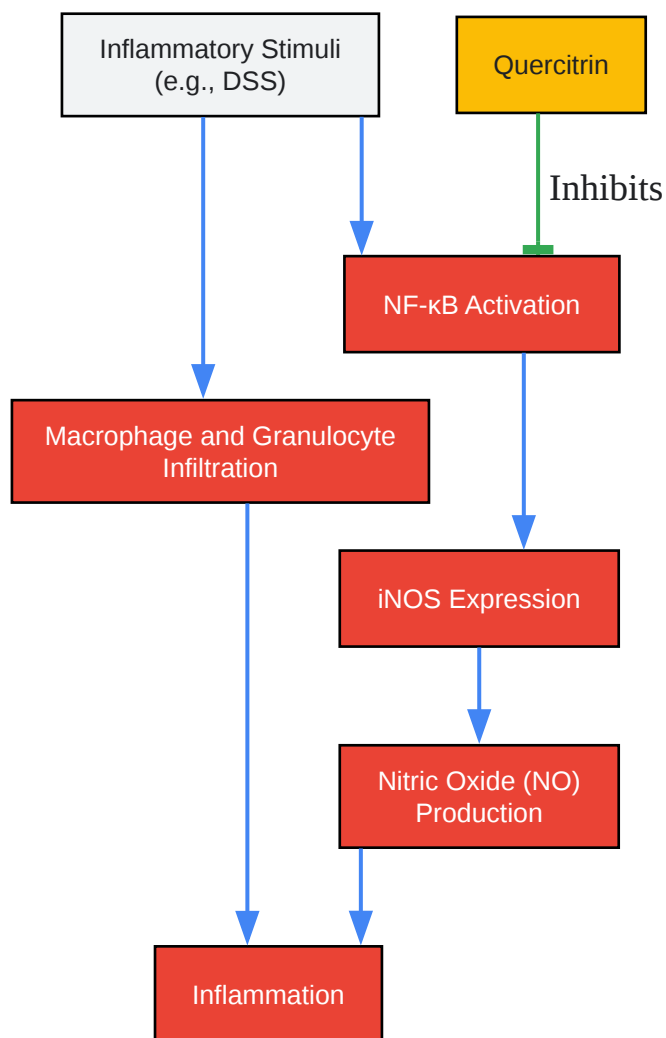 Inflammatory Stimuli
(e.g., DSS)
Quercitrin
Inhibits
NF-κB Activation
Macrophage and Granulocyte
Infiltration
iNOS Expression
Nitric Oxide (NO)
Production
Inflammation